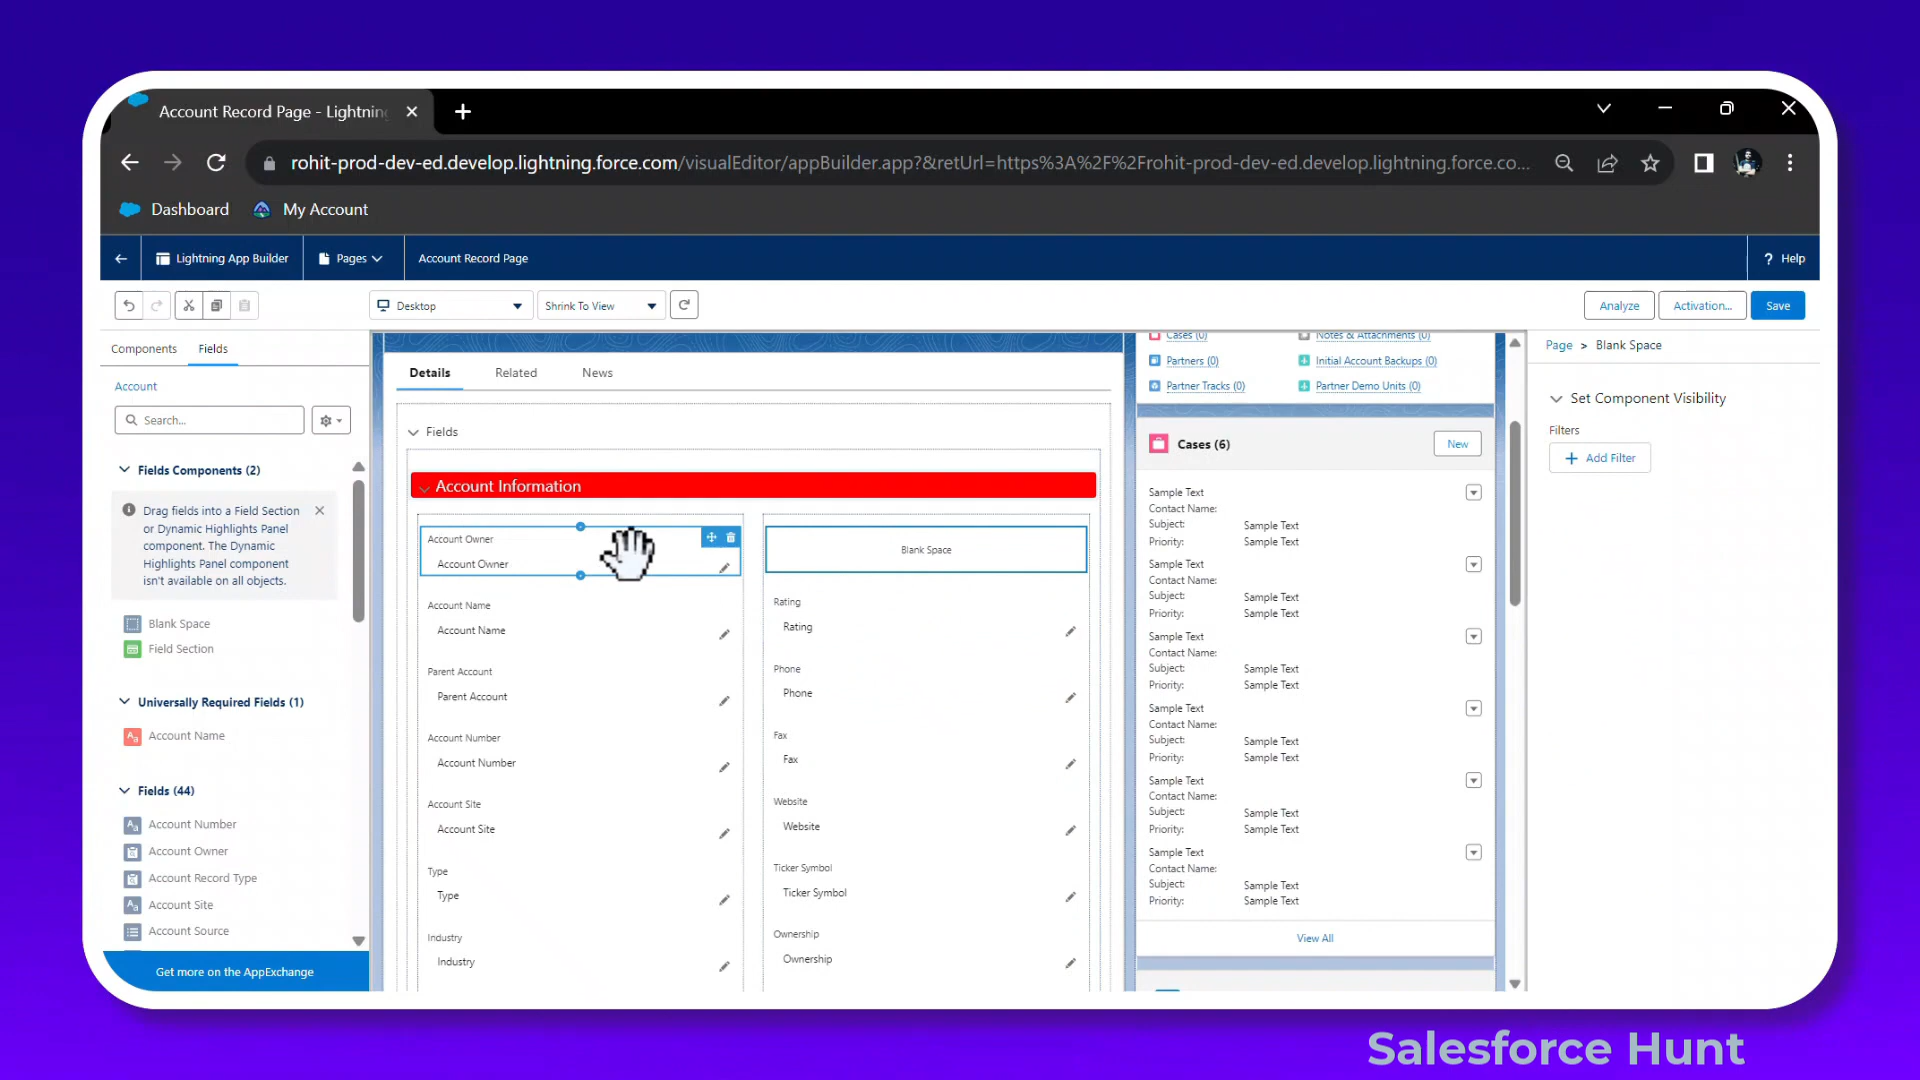 Account Record Page - Lightnin
rohit-prod-dev-ed.develop.lightning.force.com/visualEditor/appBuilder.app?&retUrl=https%3A%2F%2Frohit-prod-dev-ed.develop.lightning.force.co...
Dashboard
My Account
Lightning App Builder
Pages
Account Record Page
? Help
Desktop
Shrink To View
Analyze
Activation...
Save
Components
Fields
Account
Search...
Fields Components (2)
Drag fields into a Field Section
or Dynamic Highlights Panel
component. The Dynamic
Highlights Panel component
isn't available on all objects.
Blank Space
Field Section
Universally Required Fields (1)
Account Name
Fields (44)
Account Number
Account Owner
Account Record Type
Account Site
Account Source
Get more on the AppExchange
Details
Related
News
Fields
Account Information
Account Owner
Account Owner
Account Name
Account Name
Parent Account
Parent Account
Account Number
Account Number
Account Site
Account Site
Type
Type
Industry
Industry
Blank Space
Rating
Rating
Phone
Phone
Fax
Fax
Website
Website
Ticker Symbol
Ticker Symbol
Ownership
Ownership
Cases (0)
Notes & Attachments (0)
Partners (0)
Initial Account Backups (0)
Partner Tracks (0)
Partner Demo Units (0)
Cases (6)
New
Sample Text
Contact Name:
Subject: Sample Text
Priority: Sample Text
Sample Text
Contact Name:
Subject: Sample Text
Priority: Sample Text
Sample Text
Contact Name:
Subject: Sample Text
Priority: Sample Text
Sample Text
Contact Name:
Subject: Sample Text
Priority: Sample Text
Sample Text
Contact Name:
Subject: Sample Text
Priority: Sample Text
Sample Text
Contact Name:
Subject: Sample Text
Priority: Sample Text
View All
Page > Blank Space
Set Component Visibility
Filters
+ Add Filter
Salesforce Hunt